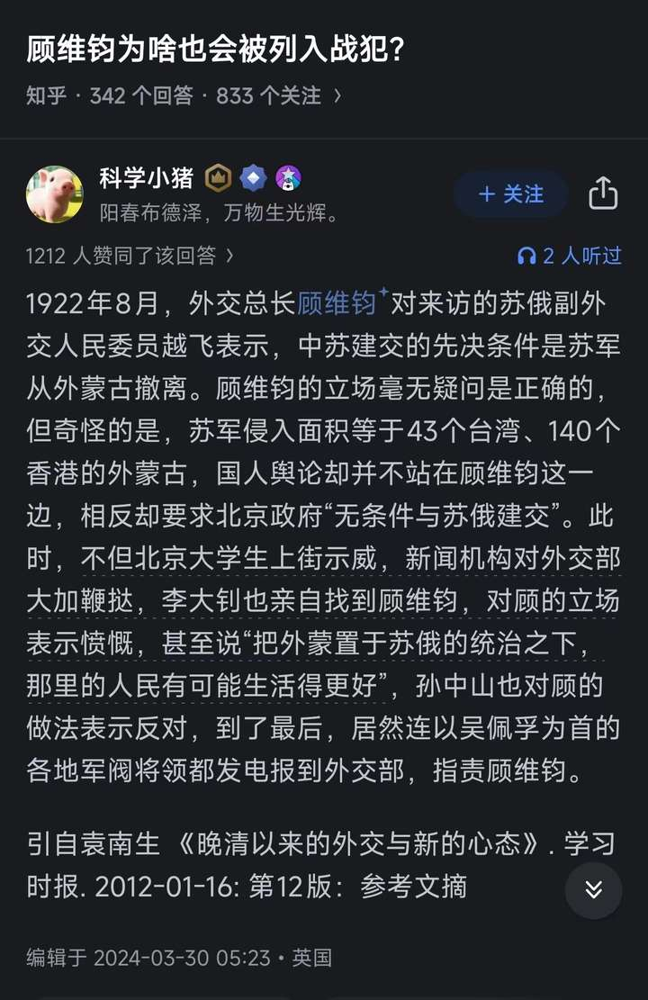 顾维钧为啥也会被列入战犯？
知乎 · 342 个回答 · 833 个关注 >
科学小猪
阳春布德泽，万物生光辉。
+ 关注
1212 人赞同了该回答 >
2 人听过
1922年8月，外交总长顾维钧对来访的苏俄副外
交人民委员越飞表示，中苏建交的先决条件是苏军
从外蒙古撤离。顾维钧的立场毫无疑问是正确的，
但奇怪的是，苏军侵入面积等于43个台湾、140个
香港的外蒙古，国人舆论却并不站在顾维钧这一
边，相反却要求北京政府“无条件与苏俄建交”。此
时，不但北京大学生上街示威，新闻机构对外交部
大加鞭挞，李大钊也亲自找到顾维钧，对顾的立场
表示愤慨，甚至说“把外蒙置于苏俄的统治之下，
那里的人民有可能生活得更好”，孙中山也对顾的
做法表示反对，到了最后，居然连以吴佩孚为首的
各地军阀将领都发电报到外交部，指责顾维钧。
引自袁南生 《晚清以来的外交与新的心态》. 学习
时报. 2012-01-16: 第12版：参考文摘
编辑于 2024-03-30 05:23 · 英国